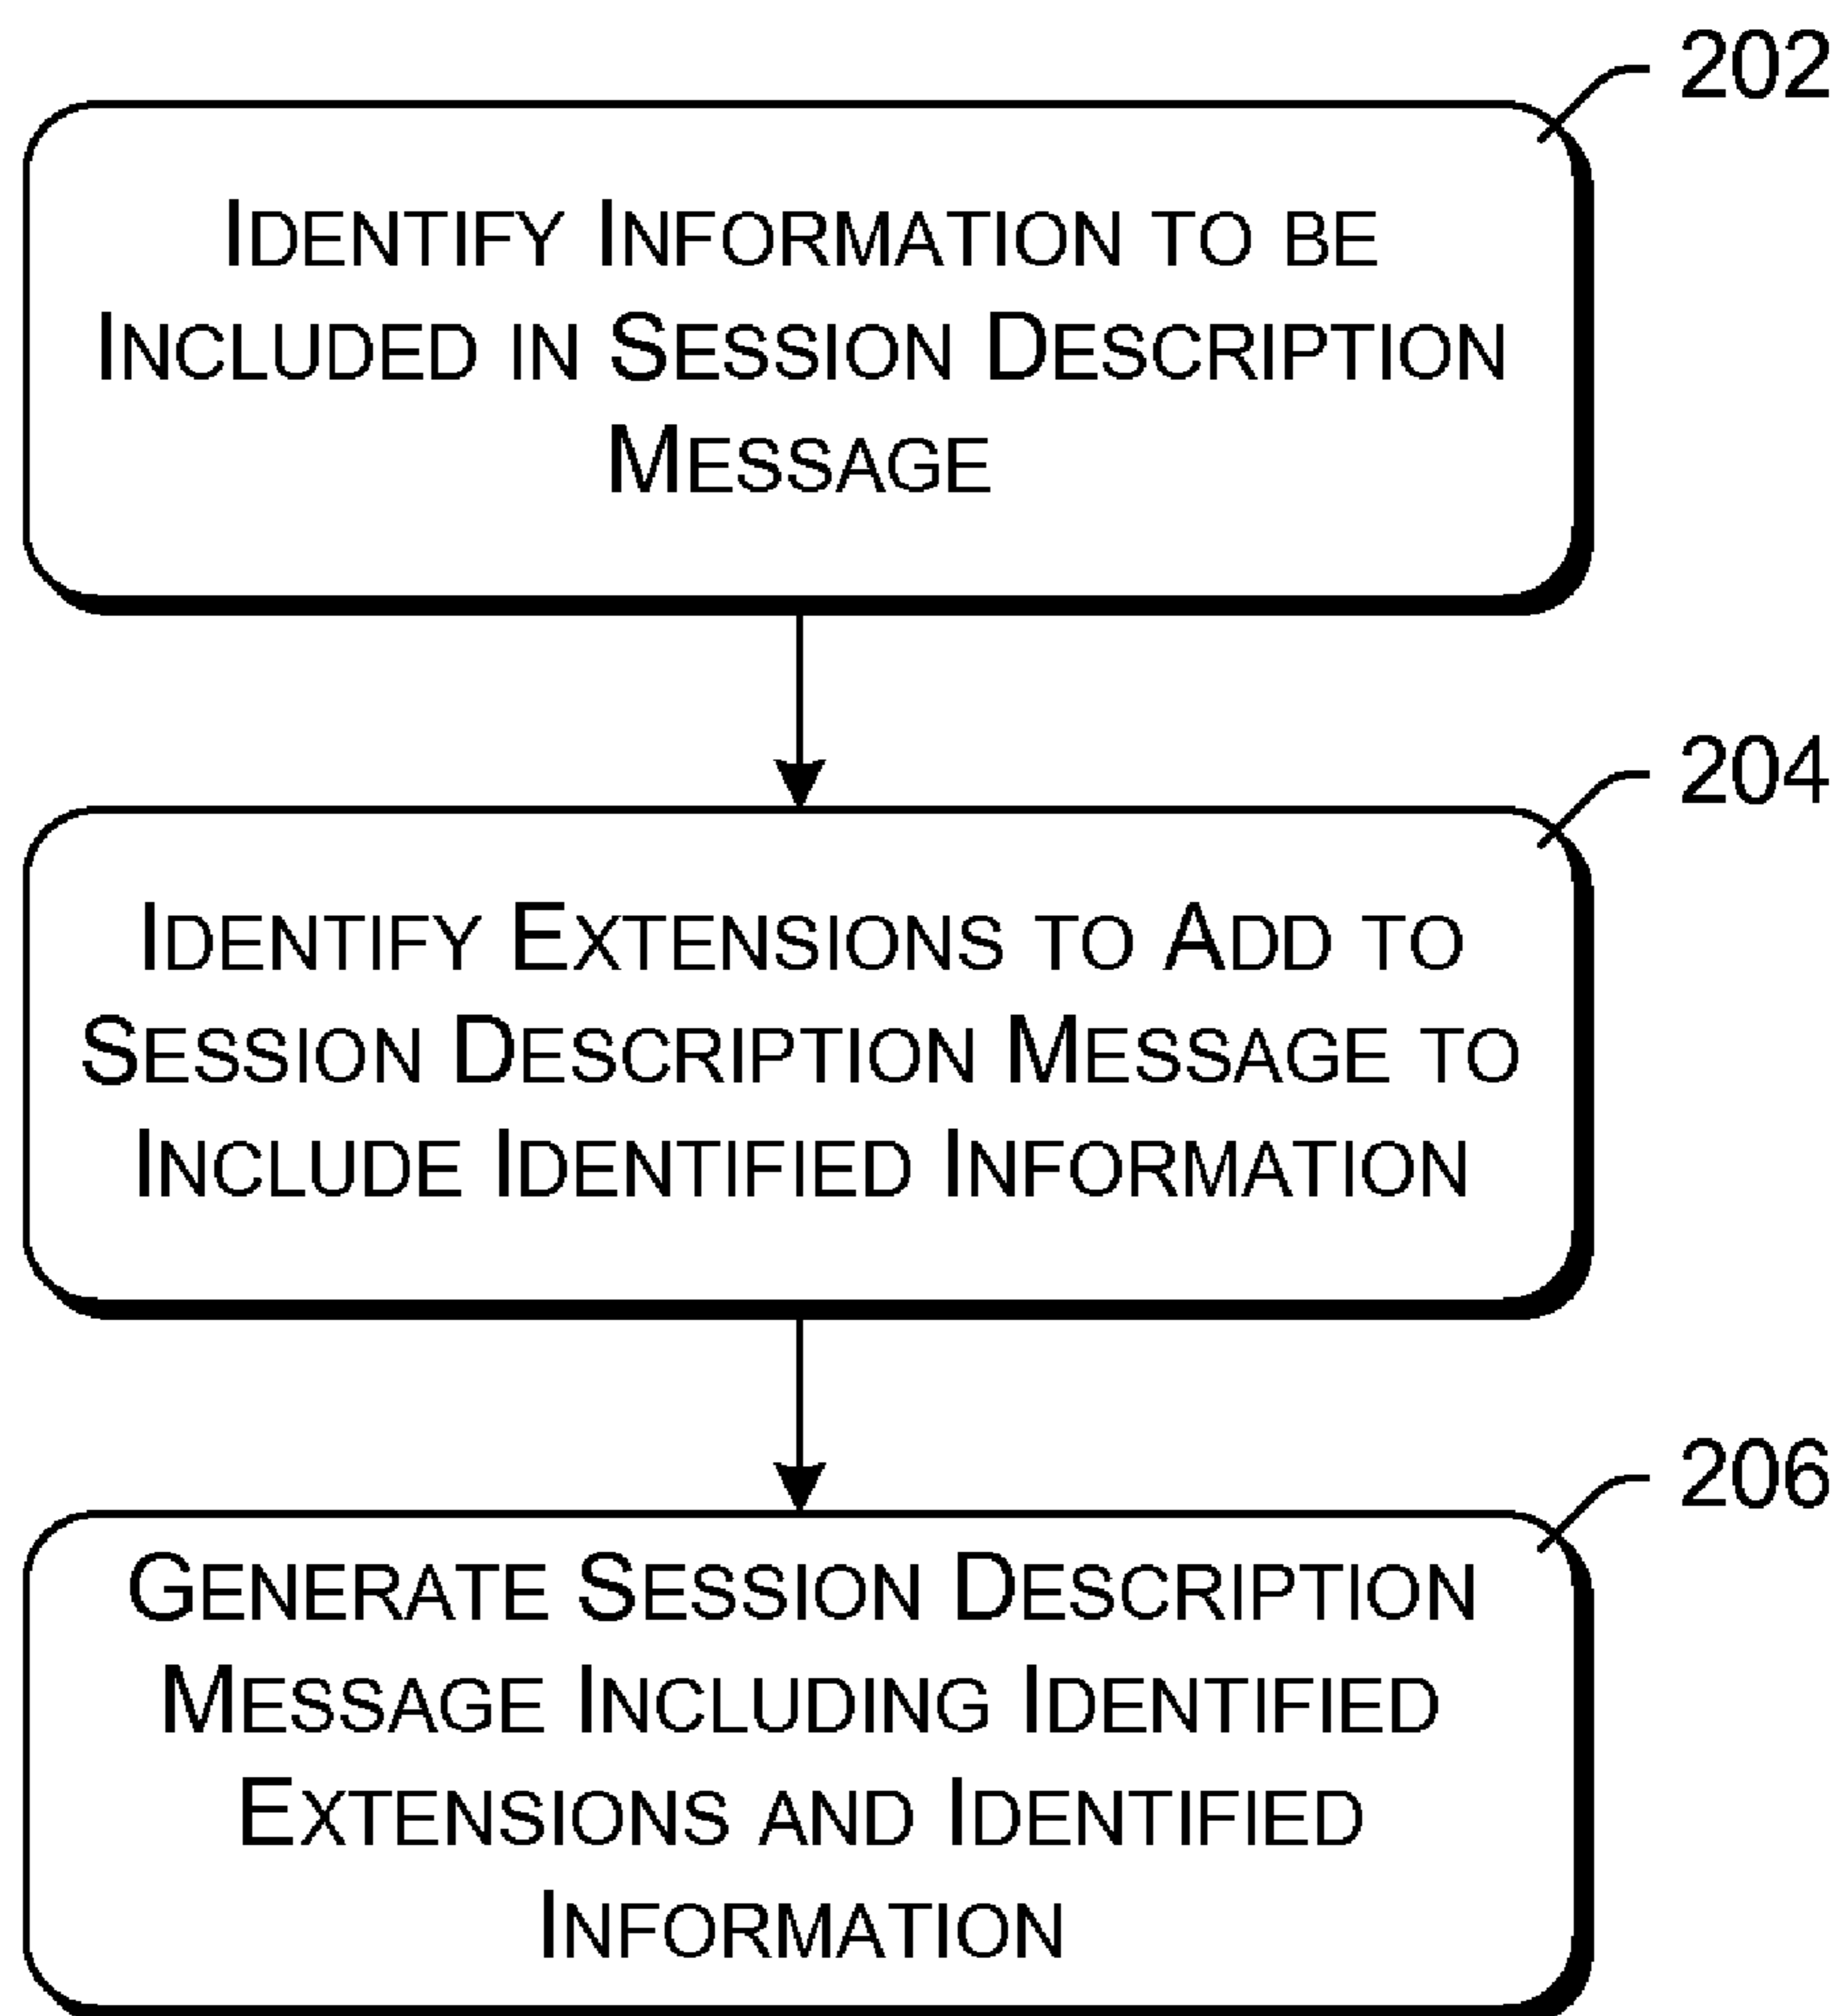 202
IDENTIFY INFORMATION TO BE
INCLUDED IN SESSION DESCRIPTION
MESSAGE
204
IDENTIFY EXTENSIONS TO ADD TO
SESSION DESCRIPTION MESSAGE TO
INCLUDE IDENTIFIED INFORMATION
206
GENERATE SESSION DESCRIPTION
MESSAGE INCLUDING IDENTIFIED
EXTENSIONS AND IDENTIFIED
INFORMATION